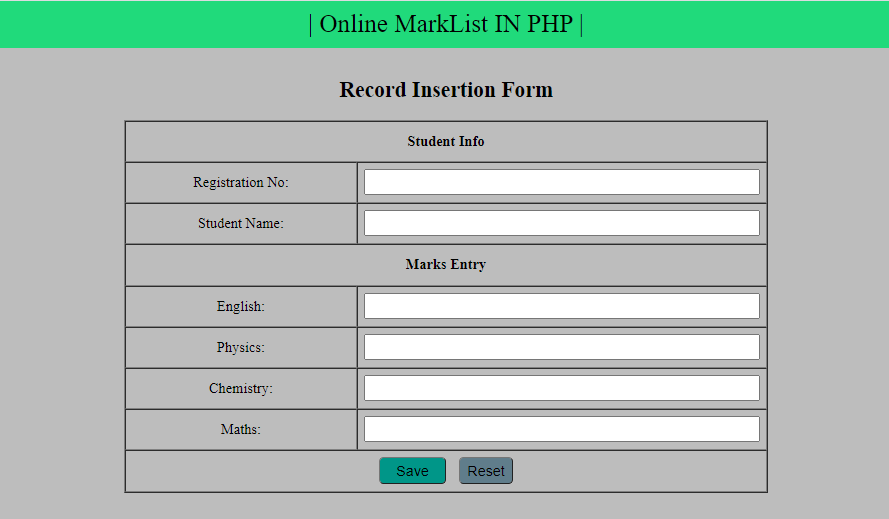 | Online MarkList IN PHP |
Record Insertion Form
Student Info
Registration No:
Student Name:
Marks Entry
English:
Physics:
Chemistry:
Maths:
Save Reset